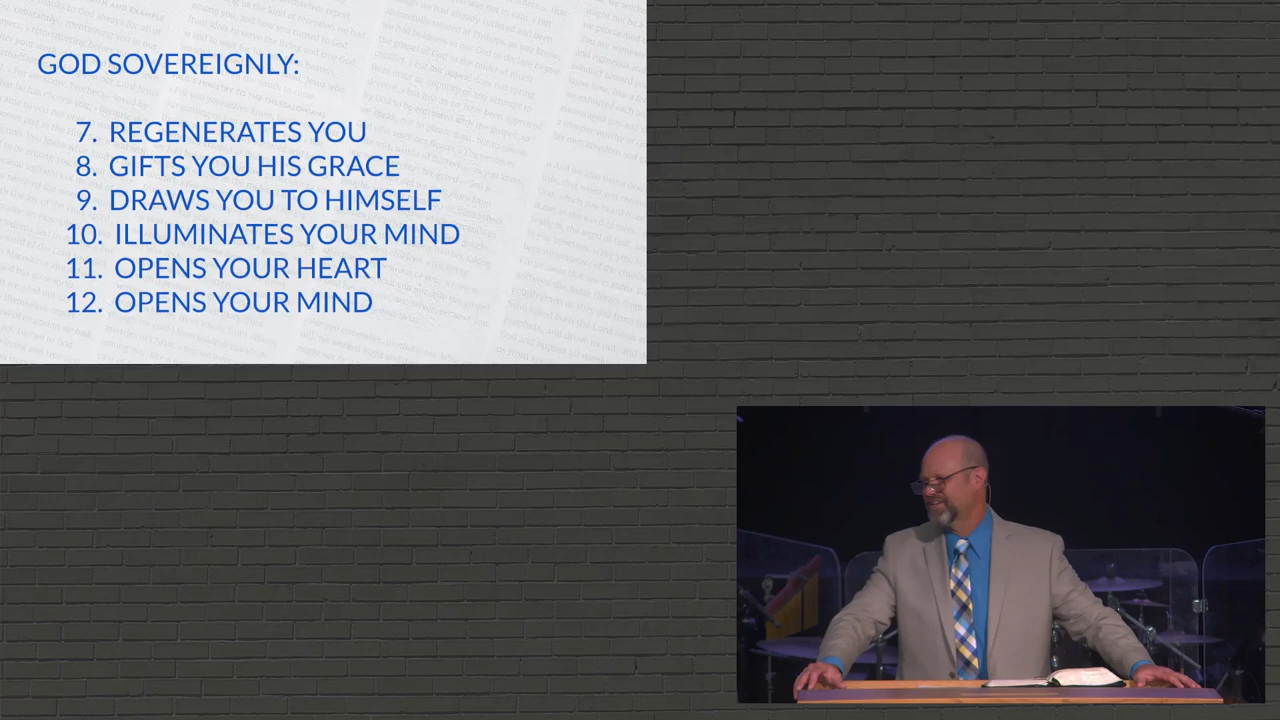 GOD SOVEREIGNLY:
7. REGENERATES YOU
8. GIFTS YOU HIS GRACE
9. DRAWS YOU TO HIMSELF
10. ILLUMINATES YOUR MIND
11. OPENS YOUR HEART
12. OPENS YOUR MIND